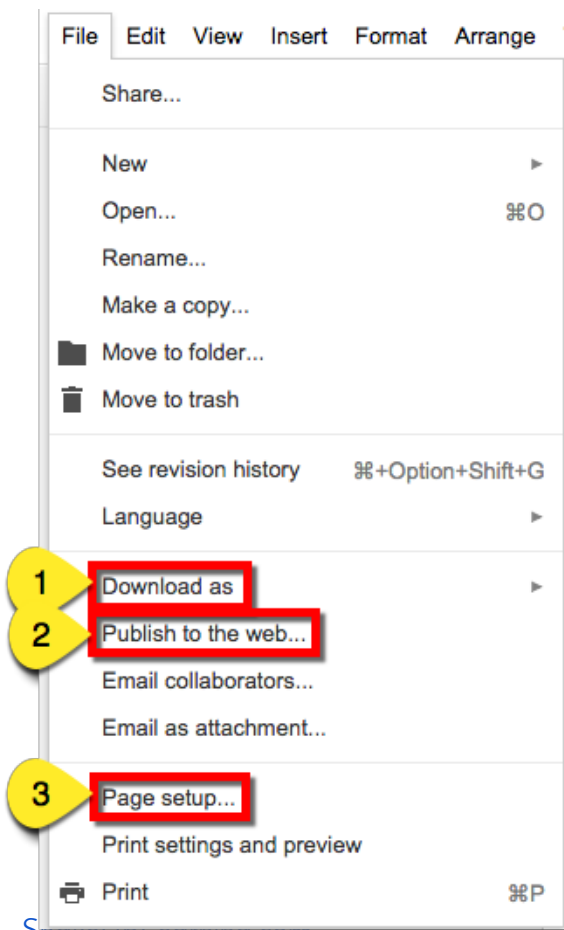 File Edit View Insert Format Arrange
Share...
New ►
Open... ⌘O
Rename...
Make a copy...
Move to folder...
Move to trash
See revision history ⌘+Option+Shift+G
Language ►
1 Download as ►
2 Publish to the web...
Email collaborators...
Email as attachment...
3 Page setup...
Print settings and preview
Print ⌘P